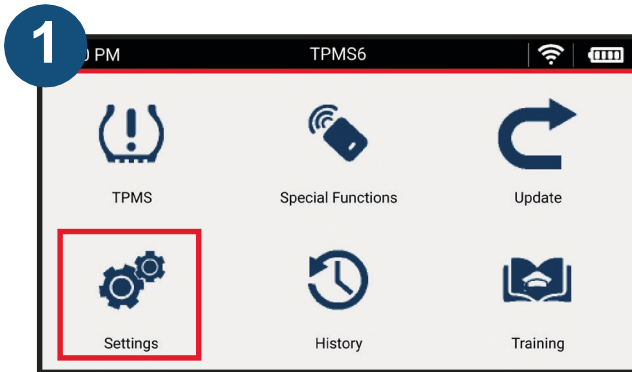 1
PM
TPMS6
TPMS
Special Functions
Update
Settings
History
Training